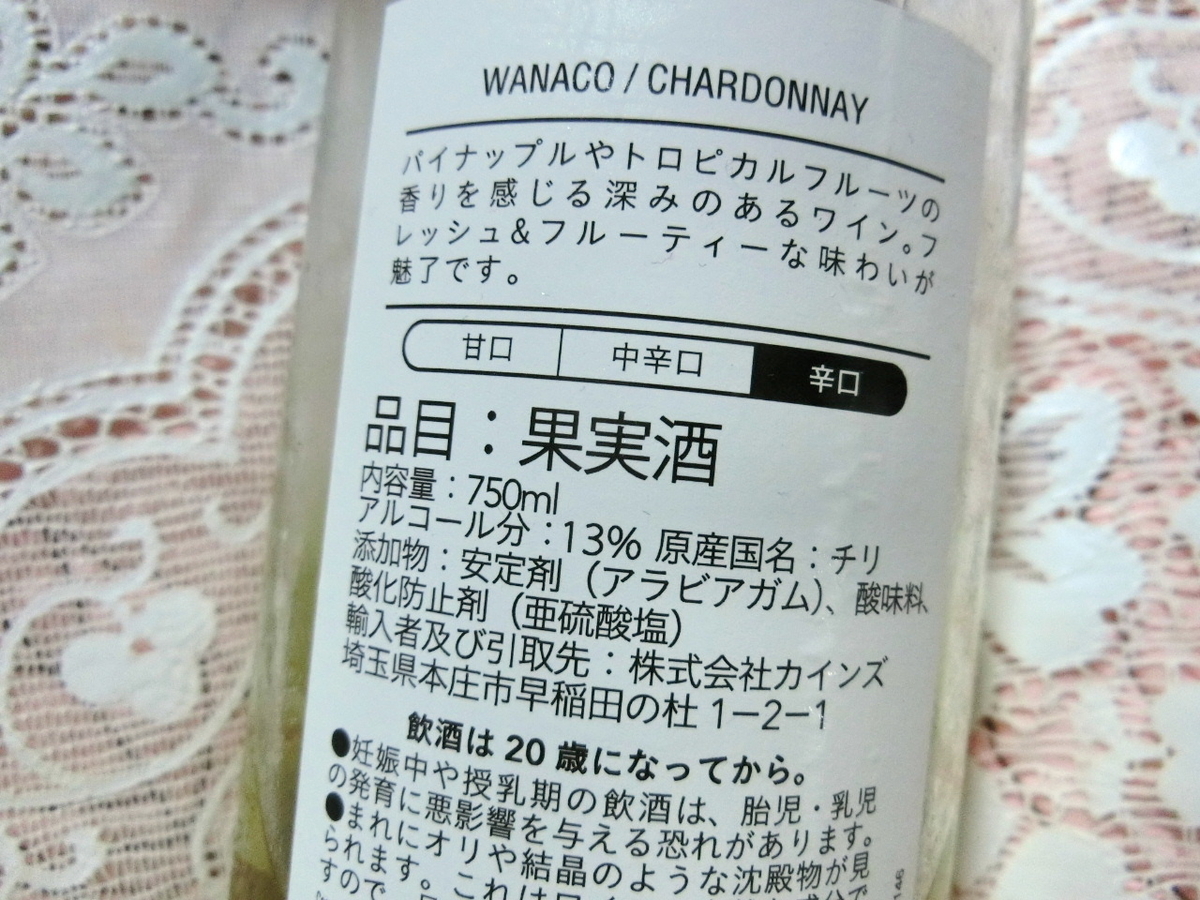 WANACO / CHARDONNAY
パイナップルやトロピカルフルーツの
香りを感じる深みのあるワイン。フ
レッシュ&フルーティーな味わいが
魅了です。
甘口 中辛口 辛口
品目：果実酒
内容量：750ml
アルコール分：13% 原産国名：チリ
添加物：安定剤（アラビアガム）、酸味料、
酸化防止剤（亜硫酸塩）
輸入者及び引取先：株式会社カインズ
埼玉県本庄市早稲田の杜 1－2－1
飲酒は 20 歳になってから。
●妊娠中や授乳期の飲酒は、胎児・乳児
の発育に悪影響を与える恐れがあります。
●まれにオリや結晶のような沈殿物が見
られます。これはワ
すので